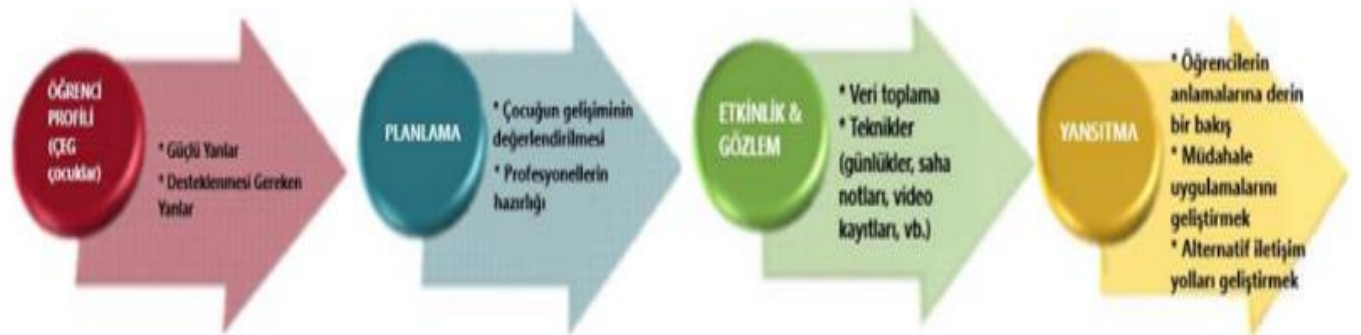 ÖĞRENCİ
PROFİLİ
(ÇEG
çocuklar)
* Güçlü Yanlar
* Desteklenmesi Gereken
Yanlar
PLANLAMA
* Çocuğun gelişiminin
değerlendirilmesi
* Profesyonellerin
hazırlığı
ETKİNLİK &
GÖZLEM
* Veri toplama
* Teknikler
(günlükler, saha
notları, video
kayıtları, vb.)
YANSITMA
* Öğrencilerin
anlamalarına derin
bir bakış
* Müdahale
uygulamalarını
geliştirmek
* Alternatif iletişim
yolları geliştirmek